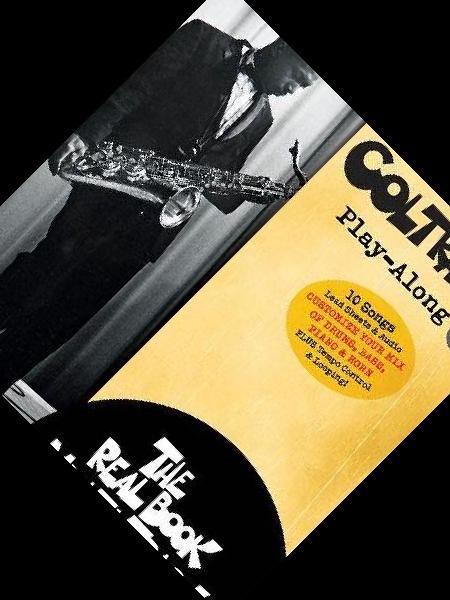 COLTR
Play-Along
10 Songs
Lead Sheets & Audio
CUSTOMIZE YOUR MIX
OF DRUMS, BASS,
PIANO & HORN
PLUS Tempo Control
& Looping!
THE
REAL BOOK